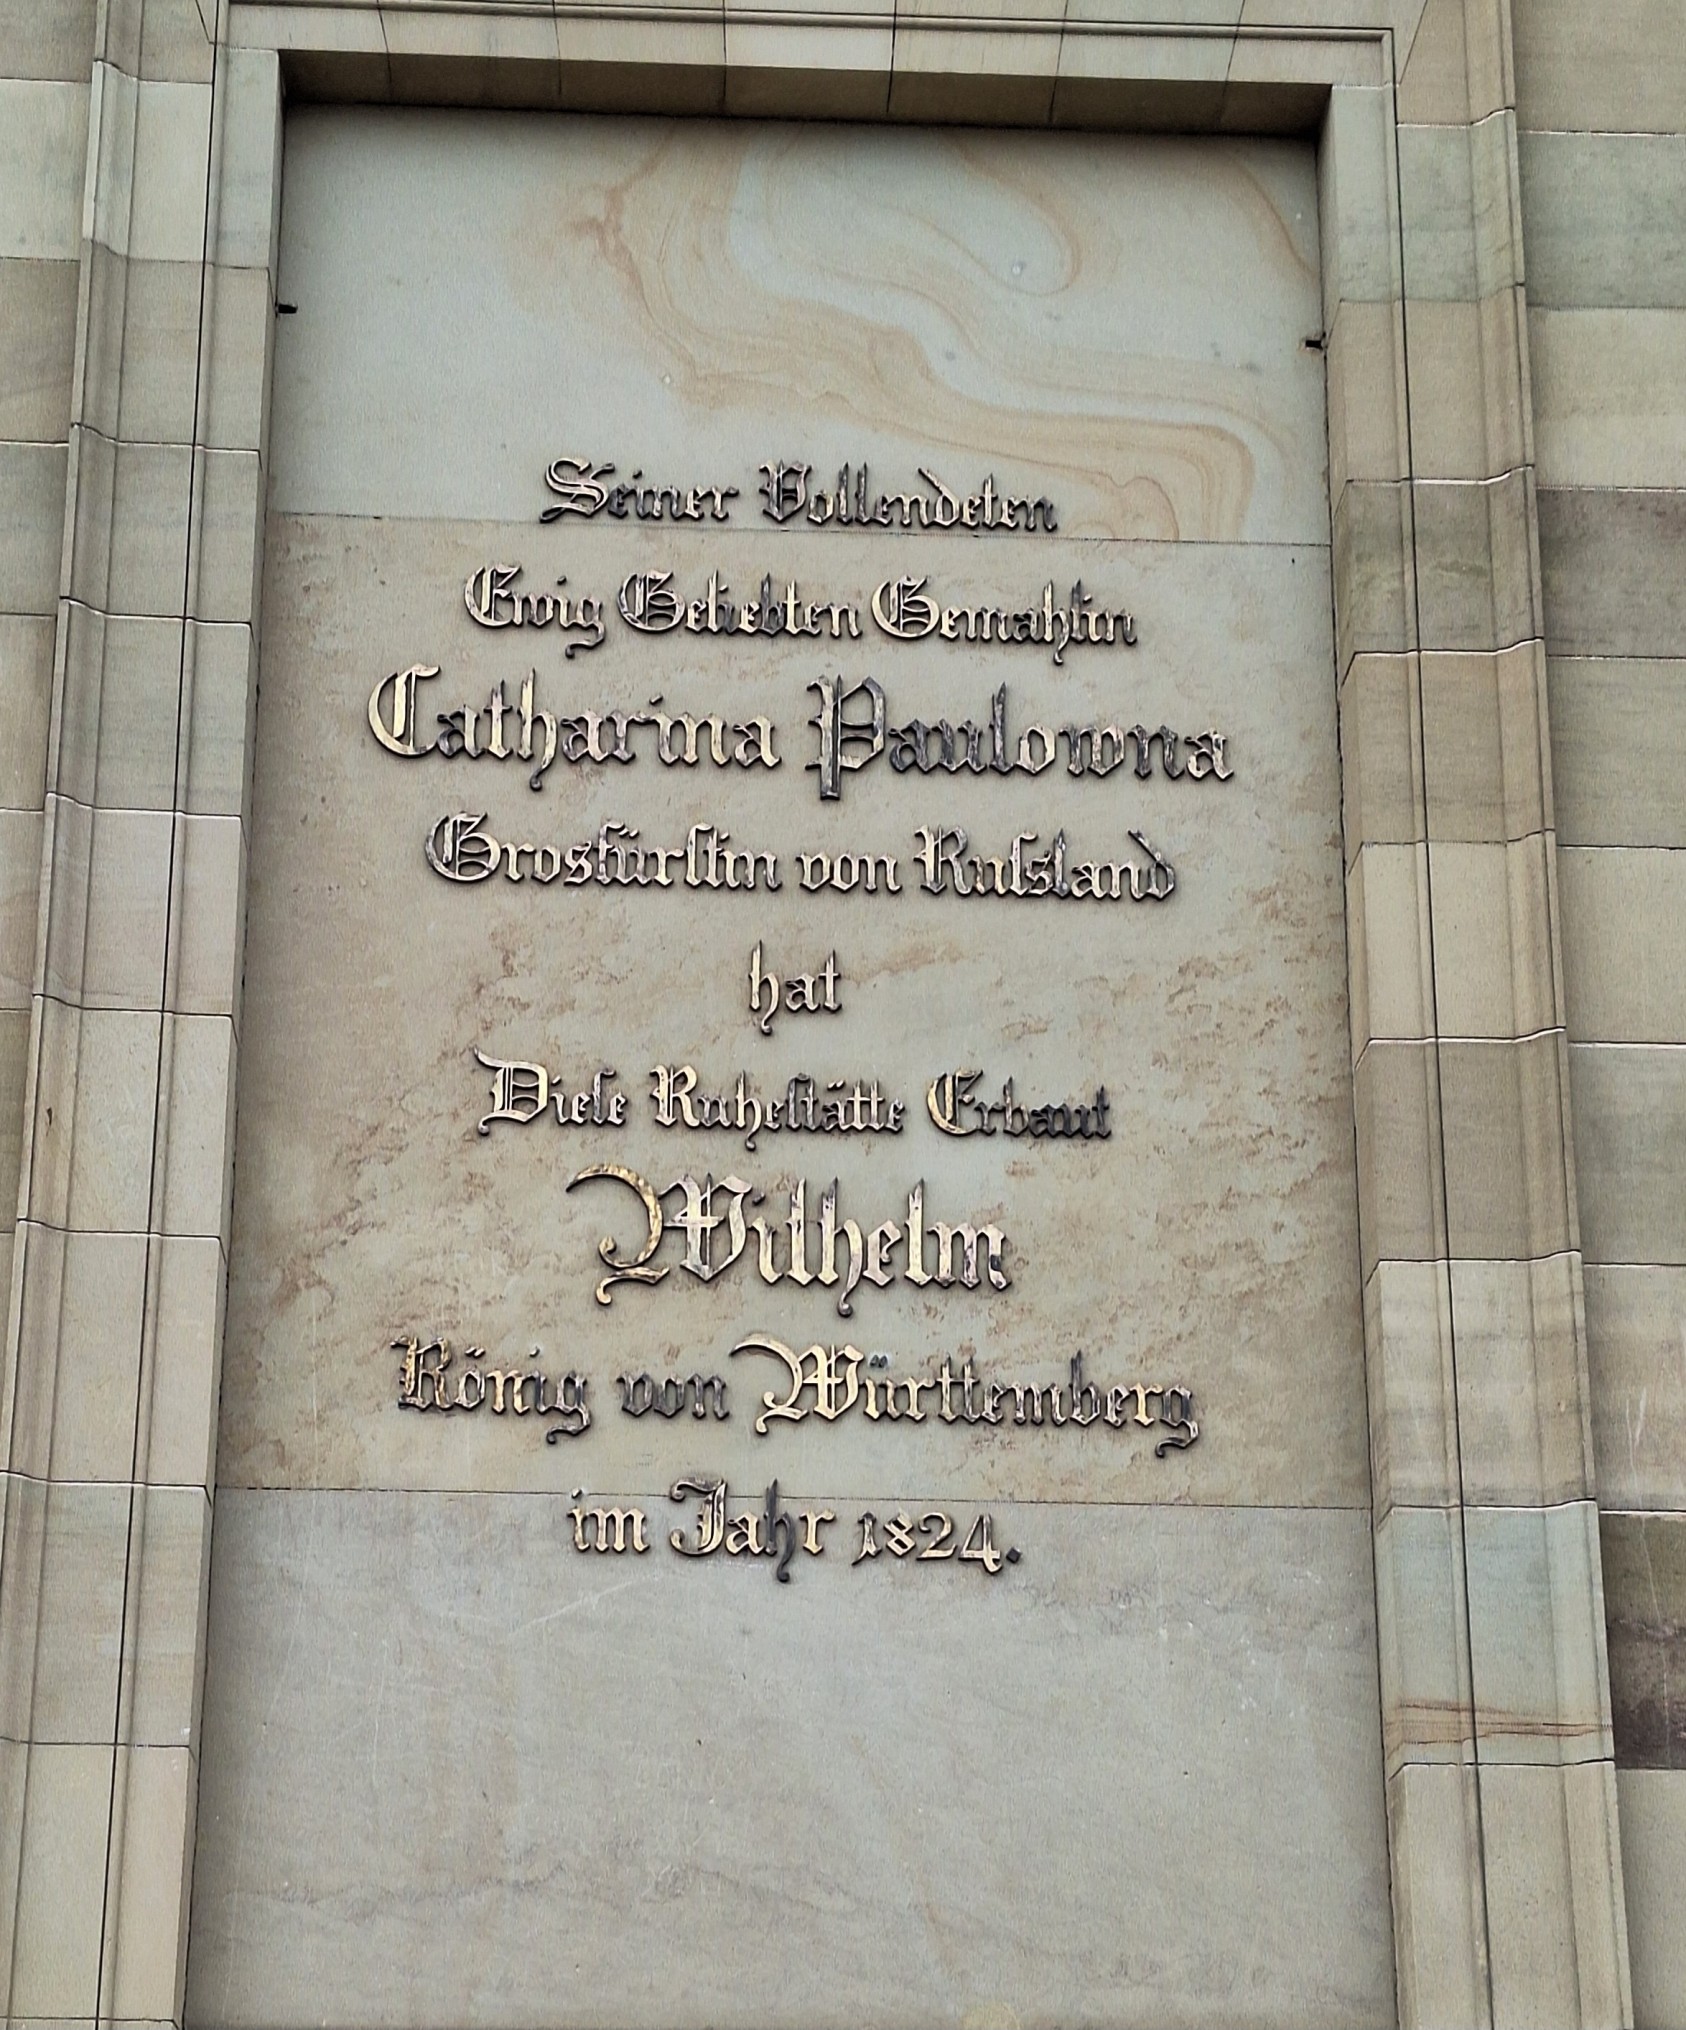 Seiner Vollendeten
Ewig Geliebten Gemahlin
Catharina Paulowna
Grosfürſtin von Ruſsland
hat
Dieſe Ruheſtätte Erbaut
Wilhelm
König von Württemberg
im Jahr 1824.